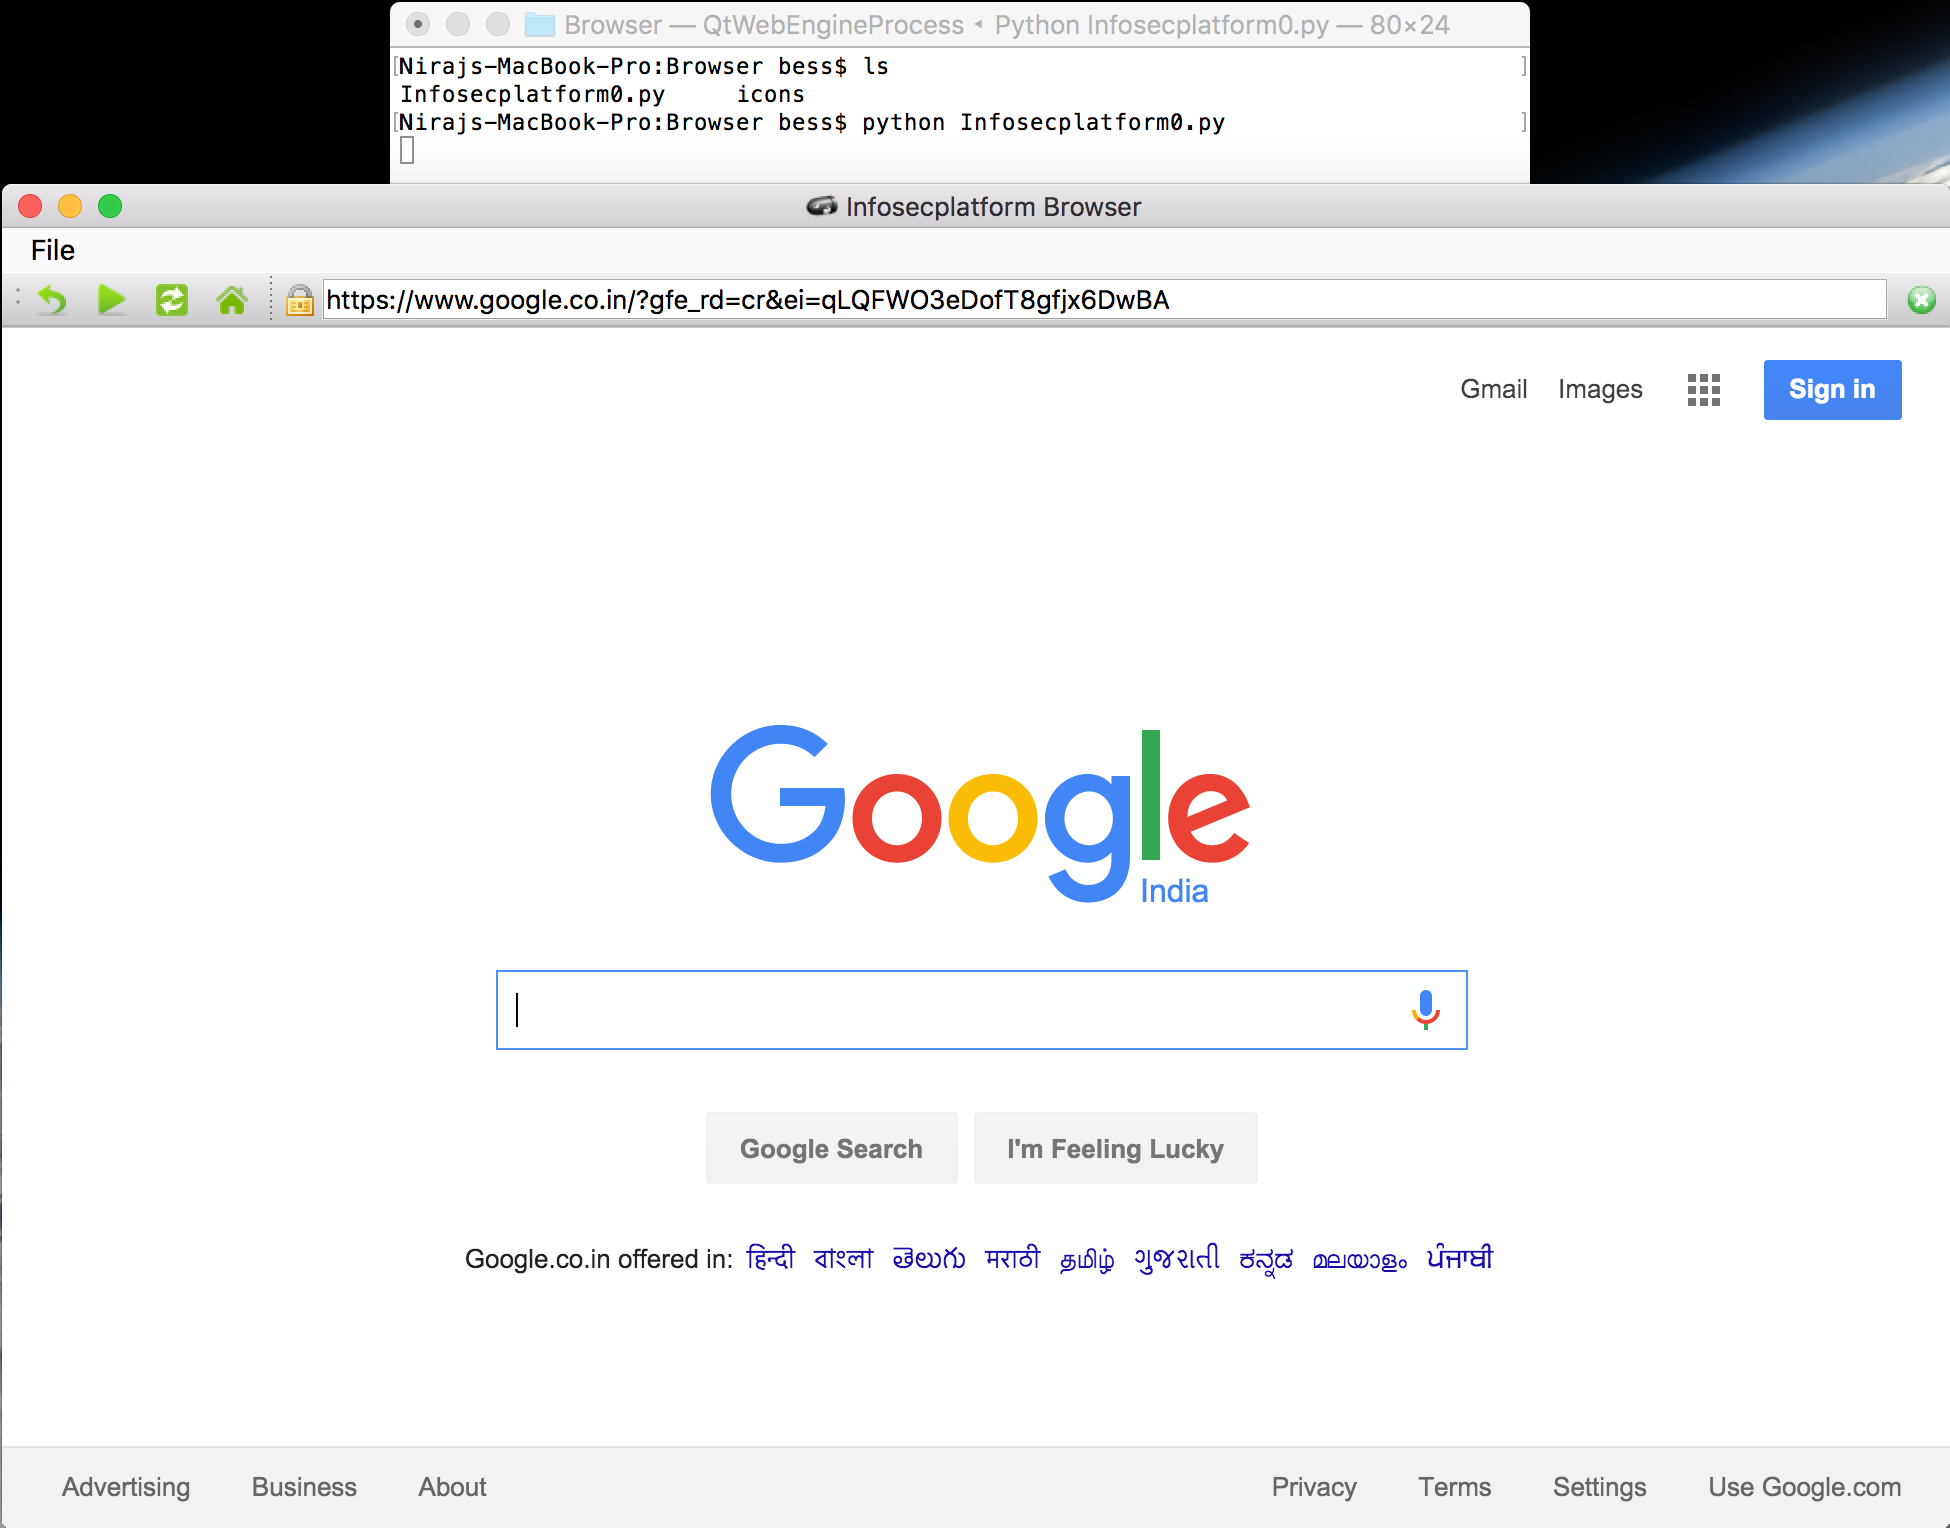 Browser — QtWebEngineProcess ◂ Python Infosecplatform0.py — 80×24
[Nirajs-MacBook-Pro:Browser bess$ ls ]
Infosecplatform0.py icons
[Nirajs-MacBook-Pro:Browser bess$ python Infosecplatform0.py ]
Infosecplatform Browser
File
https://www.google.co.in/?gfe_rd=cr&ei=qLQFWO3eDofT8gfjx6DwBA
Gmail Images Sign in
Google
India
Google Search I'm Feeling Lucky
Google.co.in offered in: हिन्दी বাংলা తెలుగు मराठी தமிழ் ગુજરાતી ಕನ್ನಡ മലയാളം ਪੰਜਾਬੀ
Advertising Business About Privacy Terms Settings Use Google.com